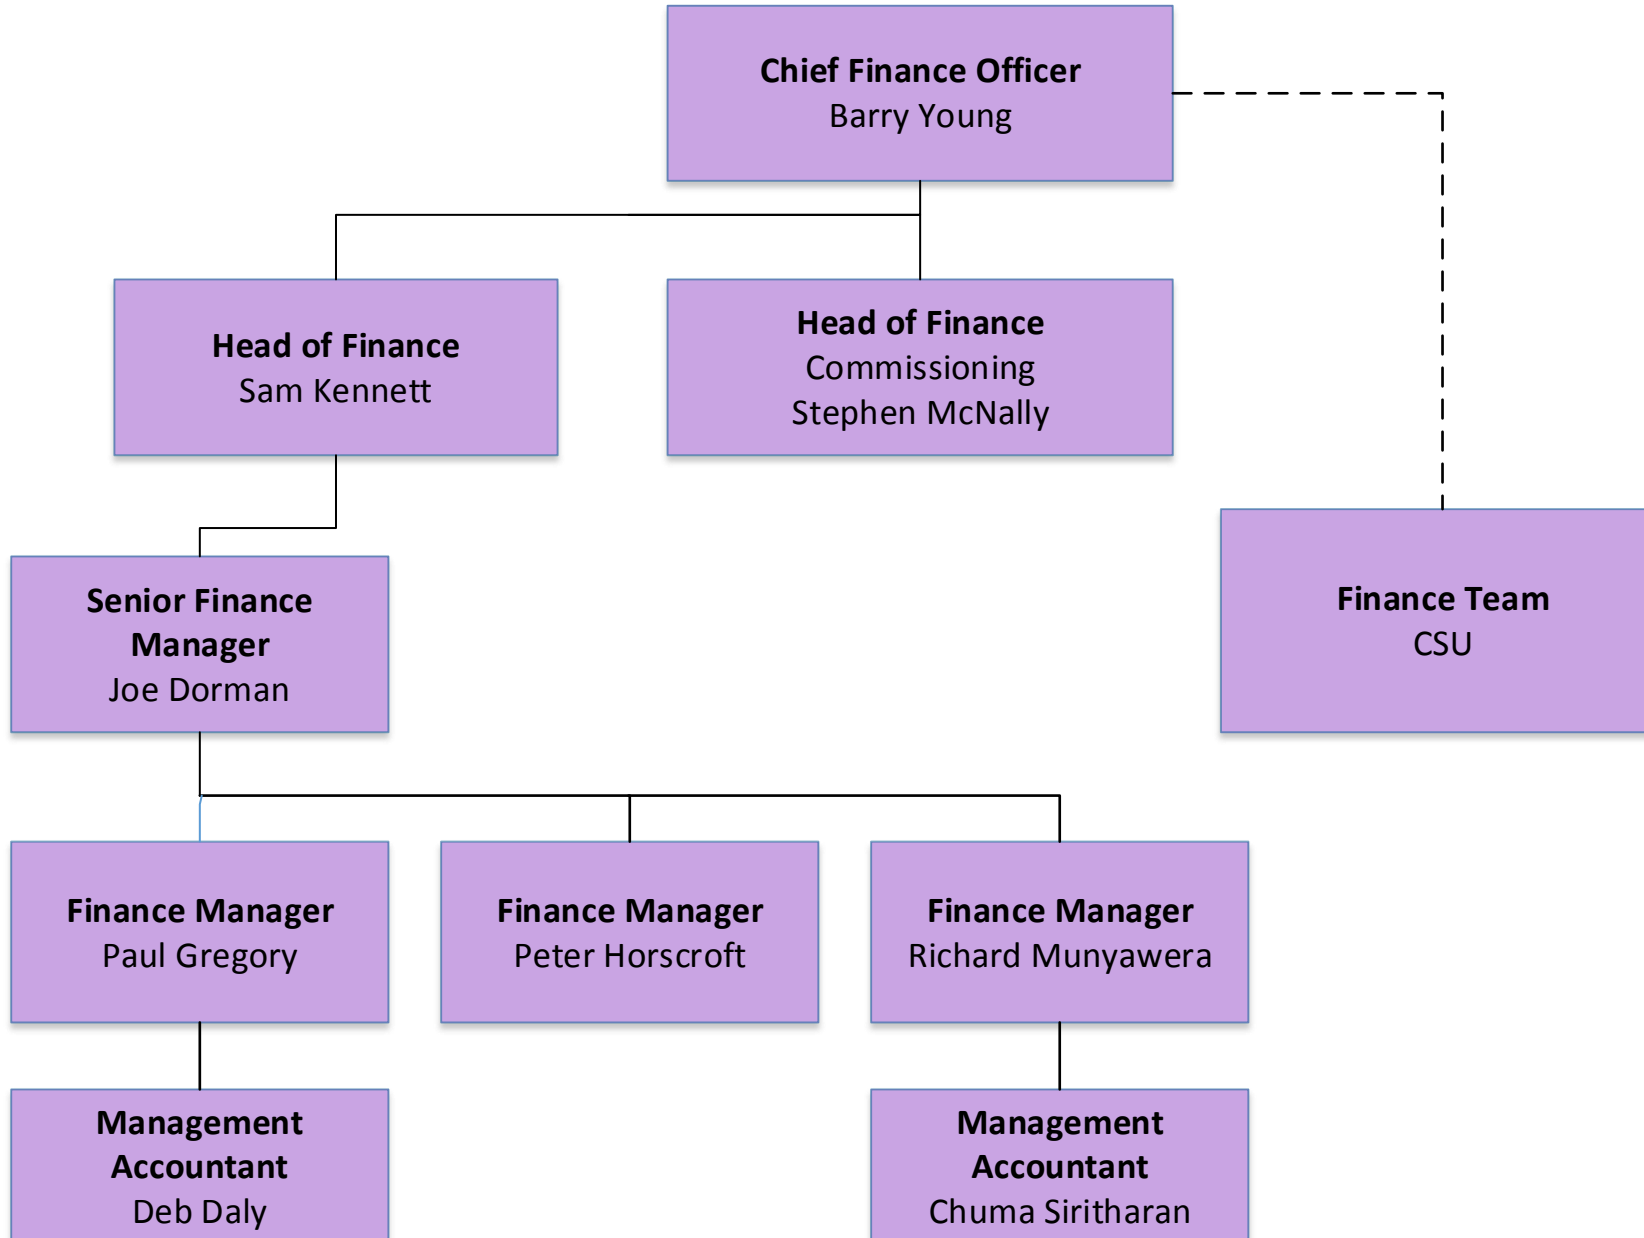 Chief Finance Officer
Barry Young
Head of Finance
Sam Kennett
Head of Finance
Commissioning
Stephen McNally
Senior Finance
Manager
Joe Dorman
Finance Team
CSU
Finance Manager
Paul Gregory
Finance Manager
Peter Horscroft
Finance Manager
Richard Munyawera
Management
Accountant
Deb Daly
Management
Accountant
Chuma Siritharan